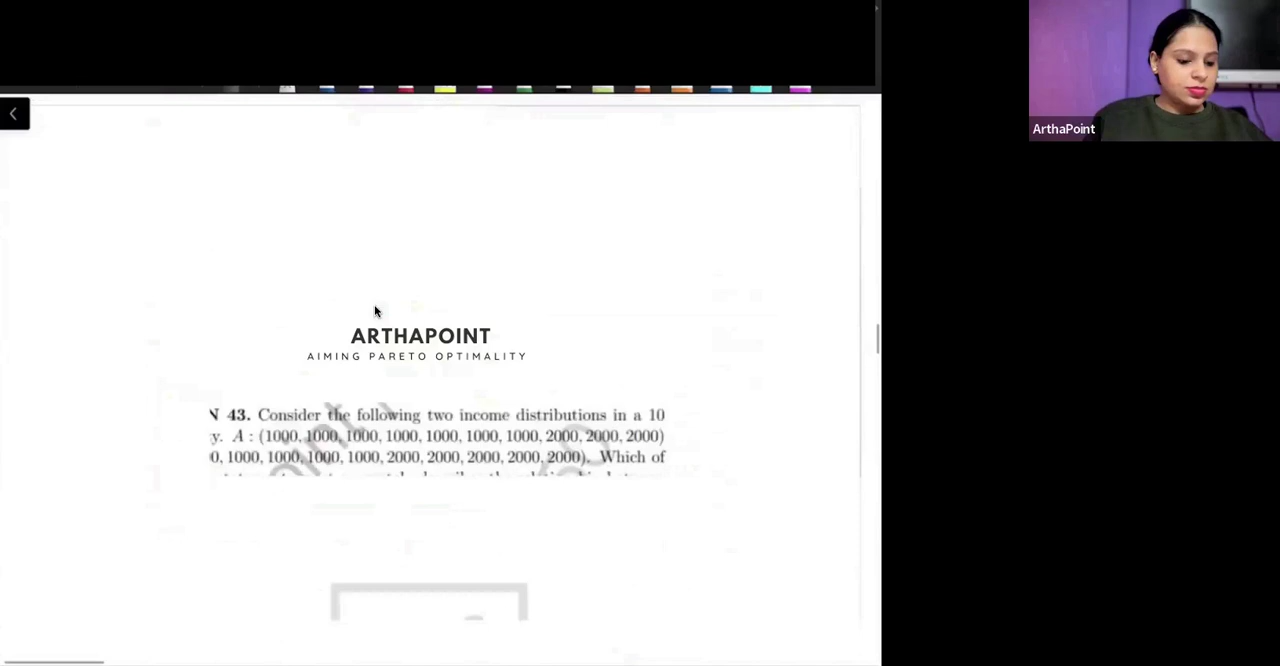 ArthaPoint
ARTHAPOINT
AIMING PARETO OPTIMALITY
43. Consider the following two income distributions in a 10
y. A : (1000, 1000, 1000, 1000, 1000, 1000, 1000, 2000, 2000, 2000)
0, 1000, 1000, 1000, 1000, 2000, 2000, 2000, 2000, 2000). Which of